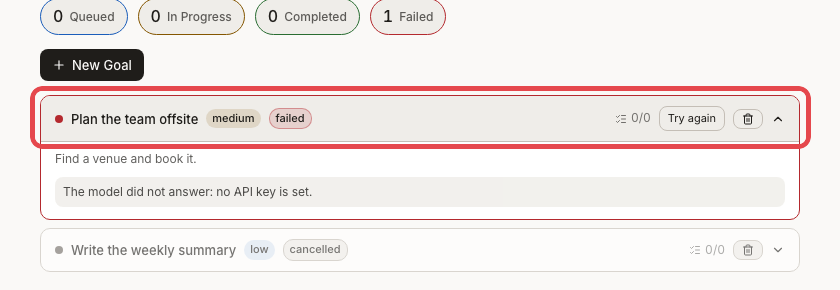 0 Queued 0 In Progress 0 Completed 1 Failed
+ New Goal
Plan the team offsite medium failed 0/0 Try again
Find a venue and book it.
The model did not answer: no API key is set.
Write the weekly summary low cancelled 0/0